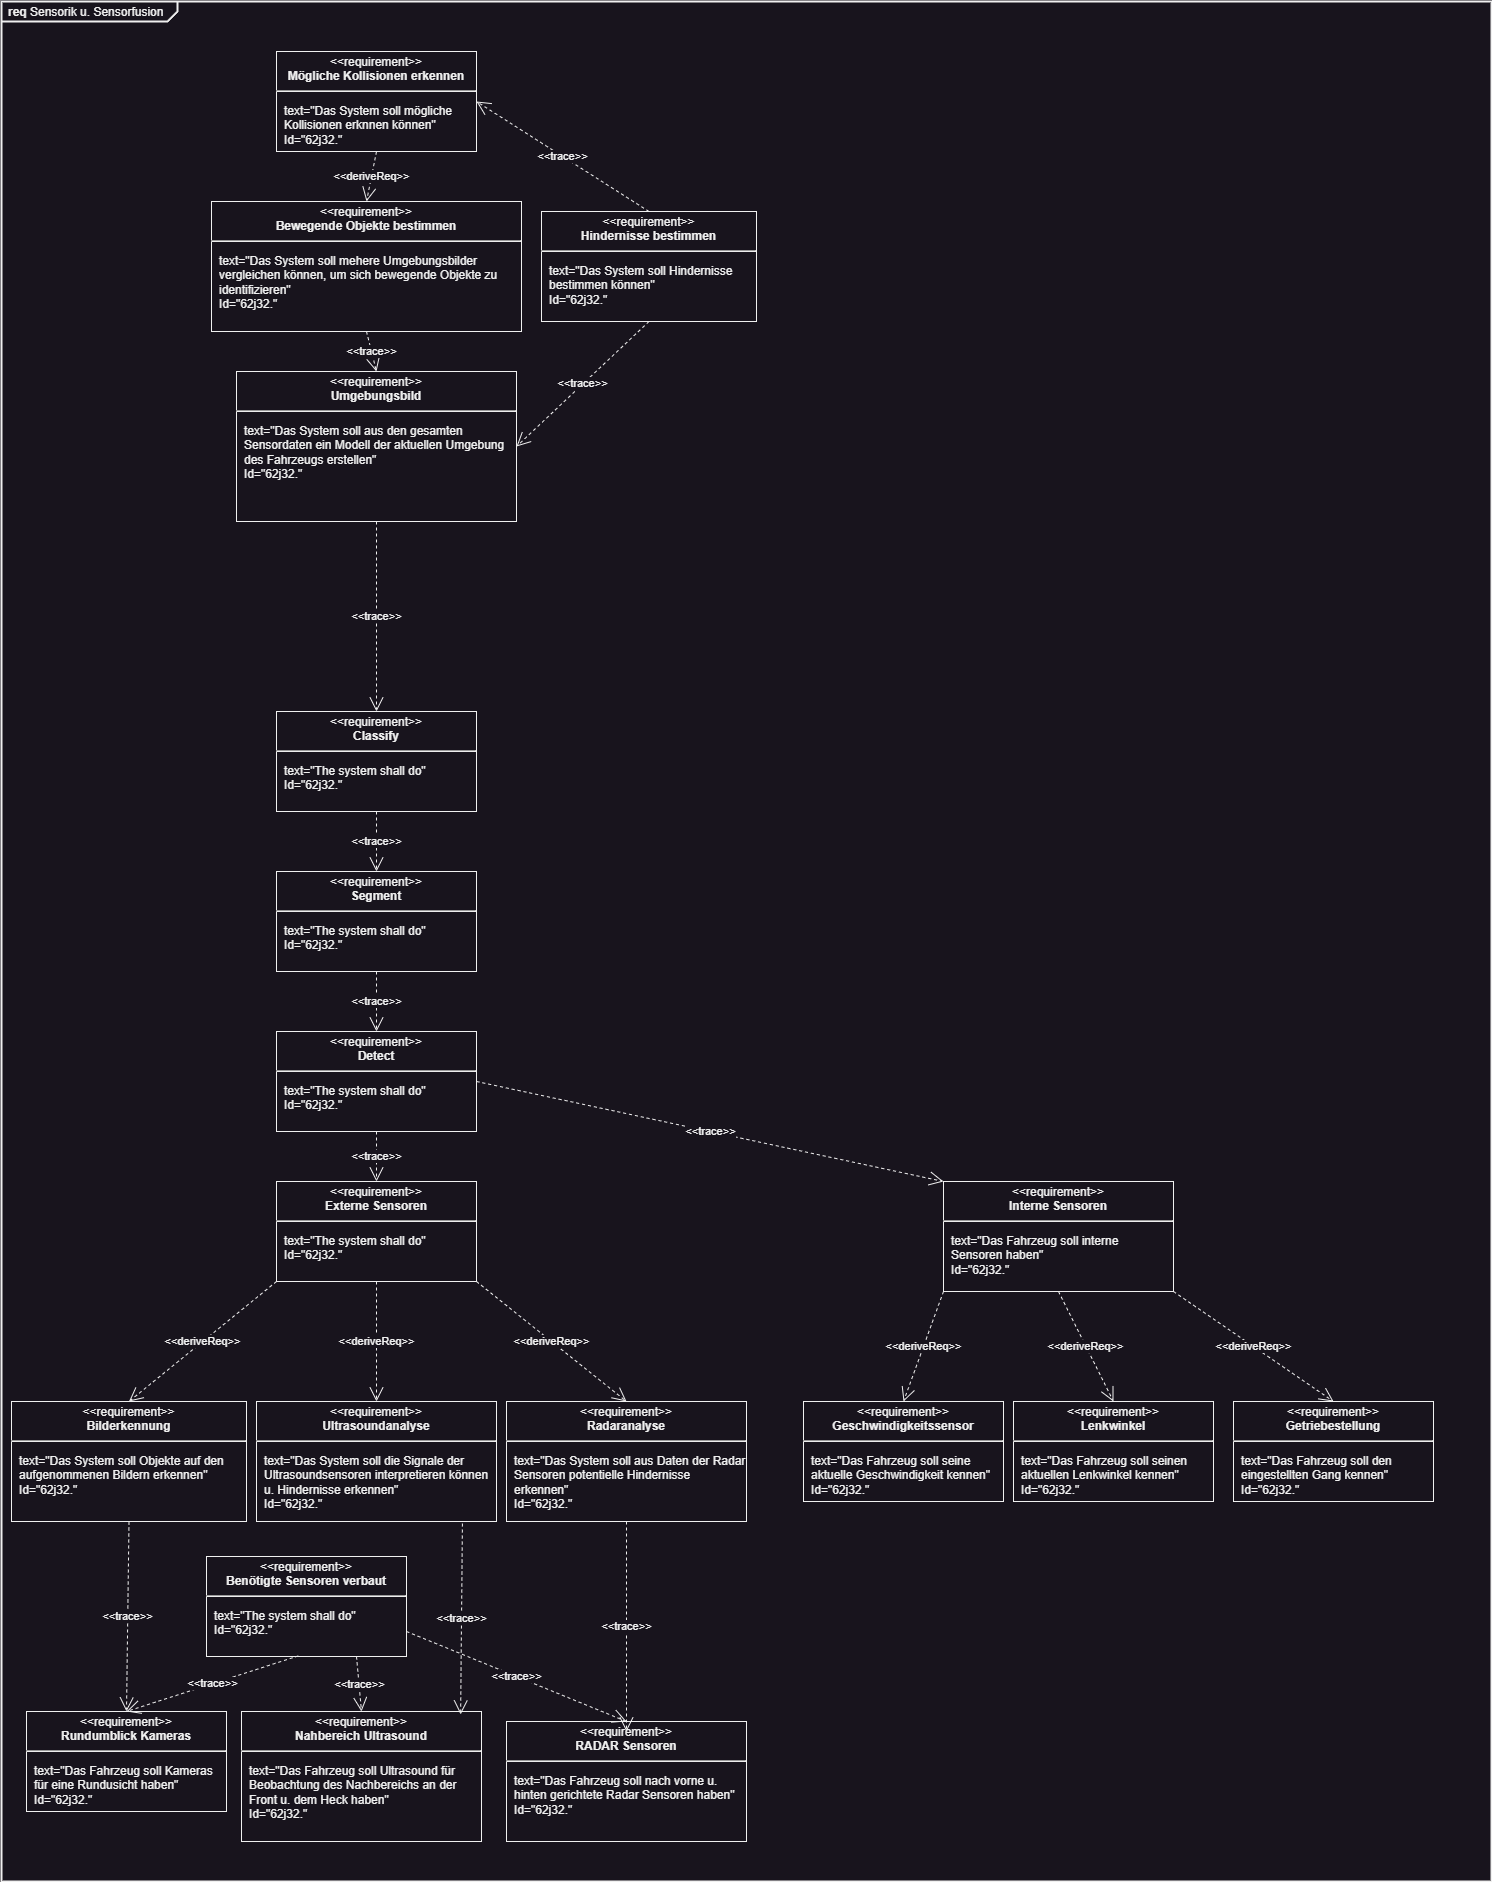 req Sensorik u. Sensorfusion
<<requirement>>
Mögliche Kollisionen erkennen
text="Das System soll mögliche
Kollisionen erknnen können"
Id="62j32."
<<trace>>
<<deriveReq>>
<<requirement>>
Bewegende Objekte bestimmen
text="Das System soll mehere Umgebungsbilder
vergleichen können, um sich bewegende Objekte zu
identifizieren"
Id="62j32."
<<requirement>>
Hindernisse bestimmen
text="Das System soll Hindernisse
bestimmen können"
Id="62j32."
<<trace>>
<<trace>>
<<requirement>>
Umgebungsbild
text="Das System soll aus den gesamten
Sensordaten ein Modell der aktuellen Umgebung
des Fahrzeugs erstellen"
Id="62j32."
<<trace>>
<<requirement>>
Classify
text="The system shall do"
Id="62j32."
<<trace>>
<<requirement>>
Segment
text="The system shall do"
Id="62j32."
<<trace>>
<<requirement>>
Detect
text="The system shall do"
Id="62j32."
<<trace>>
<<trace>>
<<requirement>>
Externe Sensoren
text="The system shall do"
Id="62j32."
<<requirement>>
Interne Sensoren
text="Das Fahrzeug soll interne
Sensoren haben"
Id="62j32."
<<deriveReq>>
<<deriveReq>>
<<deriveReq>>
<<deriveReq>>
<<deriveReq>>
<<deriveReq>>
<<requirement>>
Bilderkennung
text="Das System soll Objekte auf den
aufgenommenen Bildern erkennen"
Id="62j32."
<<requirement>>
Ultrasoundanalyse
text="Das System soll die Signale der
Ultrasoundsensoren interpretieren können
u. Hindernisse erkennen"
Id="62j32."
<<requirement>>
Radaranalyse
text="Das System soll aus Daten der Radar
Sensoren potentielle Hindernisse
erkennen"
Id="62j32."
<<requirement>>
Geschwindigkeitssensor
text="Das Fahrzeug soll seine
aktuelle Geschwindigkeit kennen"
Id="62j32."
<<requirement>>
Lenkwinkel
text="Das Fahrzeug soll seinen
aktuellen Lenkwinkel kennen"
Id="62j32."
<<requirement>>
Getriebestellung
text="Das Fahrzeug soll den
eingestellten Gang kennen"
Id="62j32."
<<requirement>>
Benötigte Sensoren verbaut
text="The system shall do"
Id="62j32."
<<trace>>
<<trace>>
<<trace>>
<<trace>>
<<trace>>
<<trace>>
<<requirement>>
Rundumblick Kameras
text="Das Fahrzeug soll Kameras
für eine Rundusicht haben"
Id="62j32."
<<requirement>>
Nahbereich Ultrasound
text="Das Fahrzeug soll Ultrasound für
Beobachtung des Nachbereichs an der
Front u. dem Heck haben"
Id="62j32."
<<requirement>>
RADAR Sensoren
text="Das Fahrzeug soll nach vorne u.
hinten gerichtete Radar Sensoren haben"
Id="62j32."